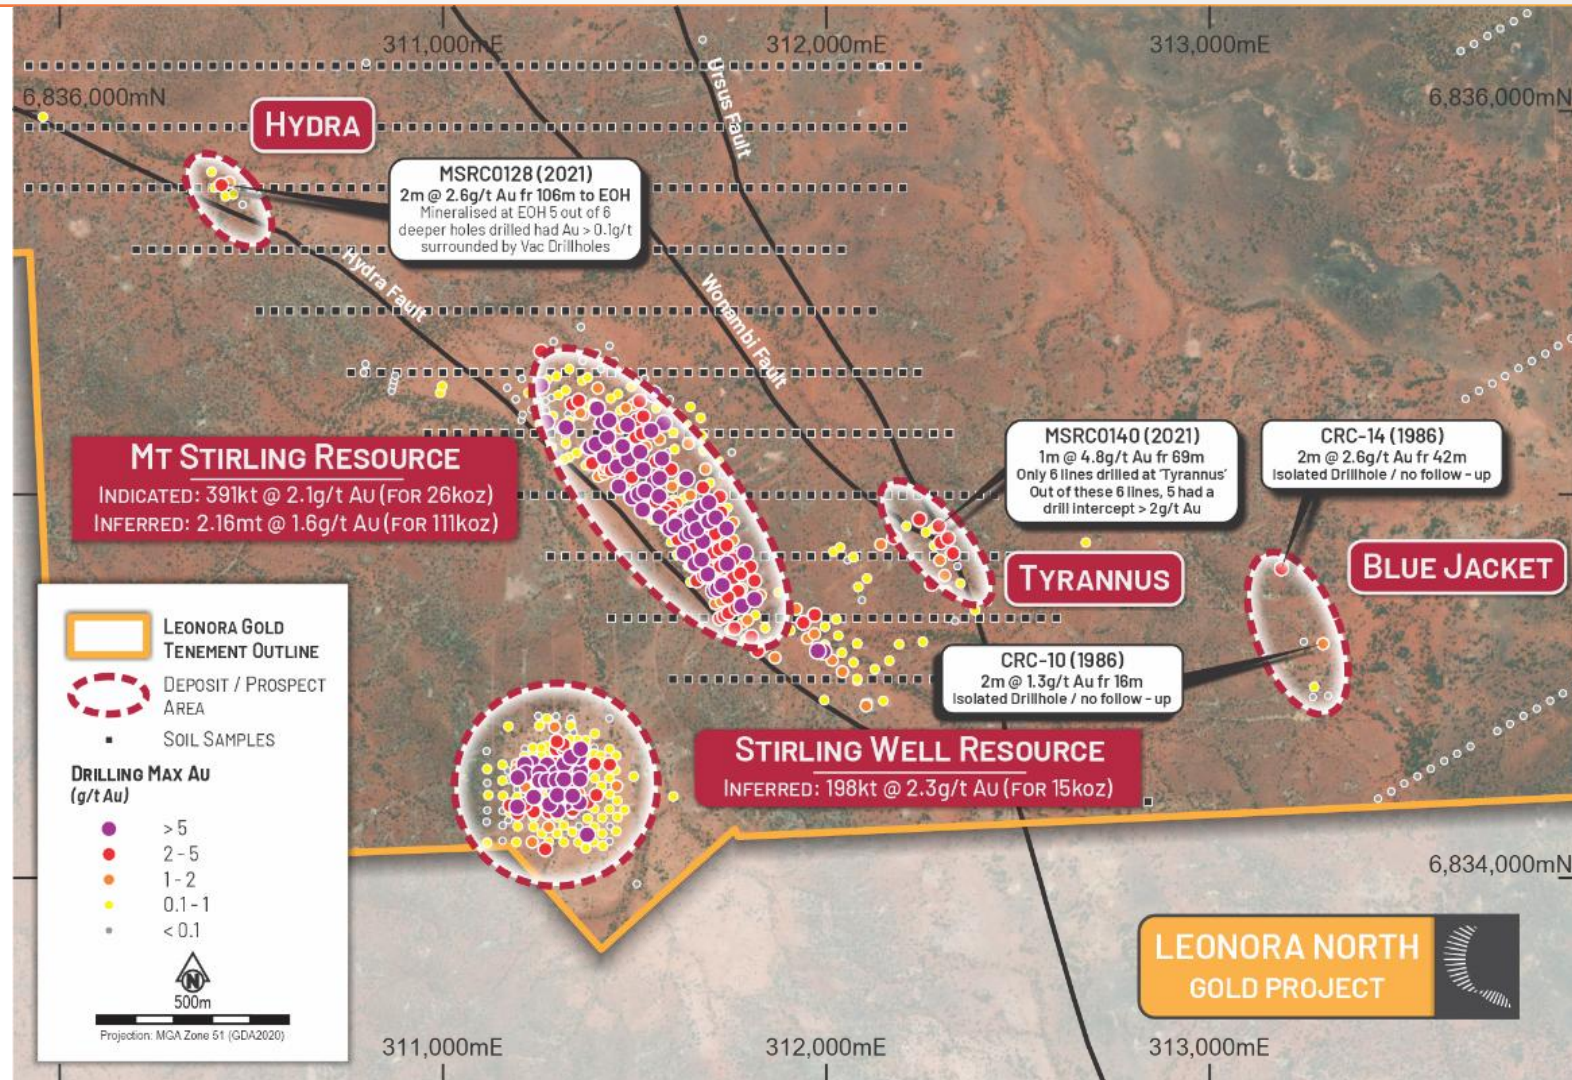 311,000mE
312,000mE
313,000mE
6,836,000mN
6,836,000mN
HYDRA
Ursus Fault
MSRC0128 (2021)
2m @ 2.6g/t Au fr 106m to EOH
Mineralised at EOH 5 out of 6
deeper holes drilled had Au > 0.1g/t
surrounded by Vac Drillholes
Hydra Fault
Wonambi Fault
MT STIRLING RESOURCE
INDICATED: 391kt @ 2.1g/t AU (FOR 26koz)
INFERRED: 2.16mt @ 1.6g/t AU (FOR 111koz)
MSRC0140 (2021)
1m @ 4.8g/t Au fr 69m
Only 6 lines drilled at 'Tyrannus'
Out of these 6 lines, 5 had a
drill intercept > 2g/t Au
CRC-14 (1986)
2m @ 2.6g/t Au fr 42m
Isolated Drillhole / no follow - up
TYRANNUS
BLUE JACKET
CRC-10 (1986)
2m @ 1.3g/t Au fr 16m
Isolated Drillhole / no follow - up
STIRLING WELL RESOURCE
INFERRED: 198kt @ 2.3g/t AU (FOR 15koz)
LEONORA GOLD
TENEMENT OUTLINE
DEPOSIT / PROSPECT
AREA
SOIL SAMPLES
DRILLING MAX AU
(g/t Au)
> 5
2 - 5
1 - 2
0.1 - 1
< 0.1
N
500m
Projection: MGA Zone 51 (GDA2020)
6,834,000mN
LEONORA NORTH
GOLD PROJECT
311,000mE
312,000mE
313,000mE